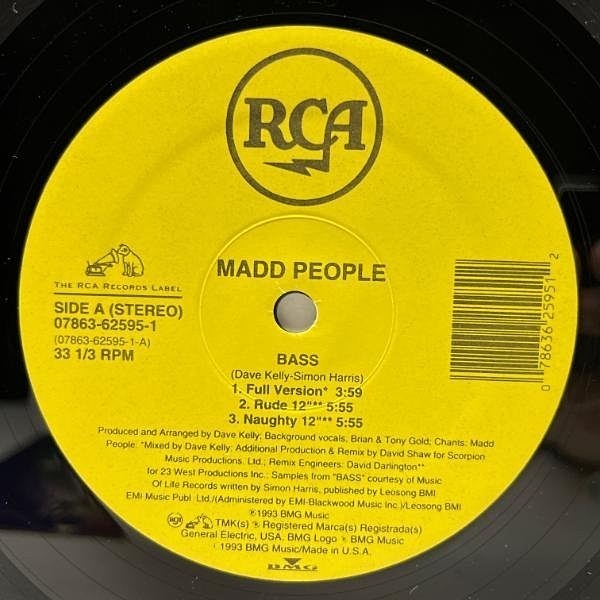 RCA
MADD PEOPLE
THE RCA RECORDS LABEL
SIDE A (STEREO)
07863-62595-1
(07863-62595-1-A)
33 1/3 RPM
0 78636 25951 2
BASS
(Dave Kelly-Simon Harris)
1. Full Version* 3:59
2. Rude 12"** 5:55
3. Naughty 12"** 5:55
Produced and Arranged by Dave Kelly; Background vocals, Brian & Tony Gold; Chants: Madd
People: *Mixed by Dave Kelly; Additional Production & Remix by David Shaw for Scorpion
Music Productions. Ltd.; Remix Engineers: David Darlington**
for 23 West Productions Inc.; Samples from "BASS" courtesy of Music
Of Life Records written by Simon Harris, published by Leosong BMI
EMI Music Publ. Ltd./(Administered by EMI-Blackwood Music Inc.)/Leosong BMI
℗1993 BMG Music
RCA TMK(s) ® Registered Marca(s) Registrada(s)
General Electric, USA. BMG Logo ® BMG Music
©1993 BMG Music/Made in U.S.A.
BMG